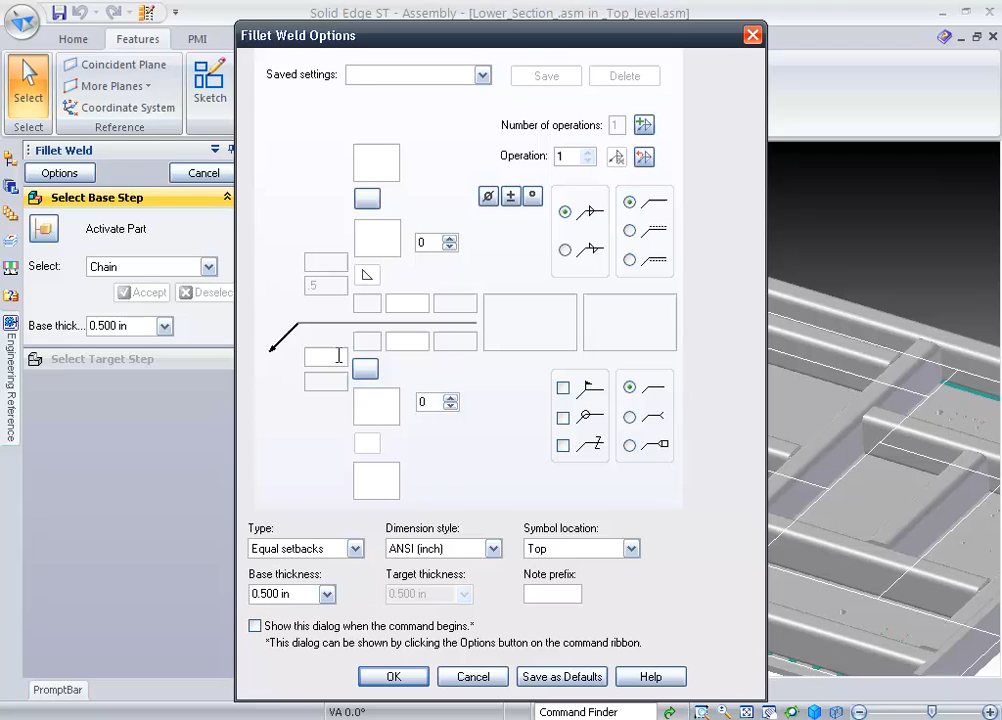 Solid Edge ST - Assembly - [Lower_Section_.asm in _Top_level.asm]
Home
Features
PMI
Select
Coincident Plane
More Planes
Coordinate System
Sketch
Select
Reference
Fillet Weld
Options
Cancel
Select Base Step
Activate Part
Select:
Chain
Accept
Deselec
Base thick...
0.500 in
Select Target Step
Engineering Reference
Fillet Weld Options
Saved settings:
Save
Delete
Number of operations:
1
Operation:
1
0
.5
0
Type:
Dimension style:
Symbol location:
Equal setbacks
ANSI (inch)
Top
Base thickness:
Target thickness:
Note prefix:
0.500 in
0.500 in
Show this dialog when the command begins.*
*This dialog can be shown by clicking the Options button on the command ribbon.
OK
Cancel
Save as Defaults
Help
PromptBar
VA 0.0°
Command Finder